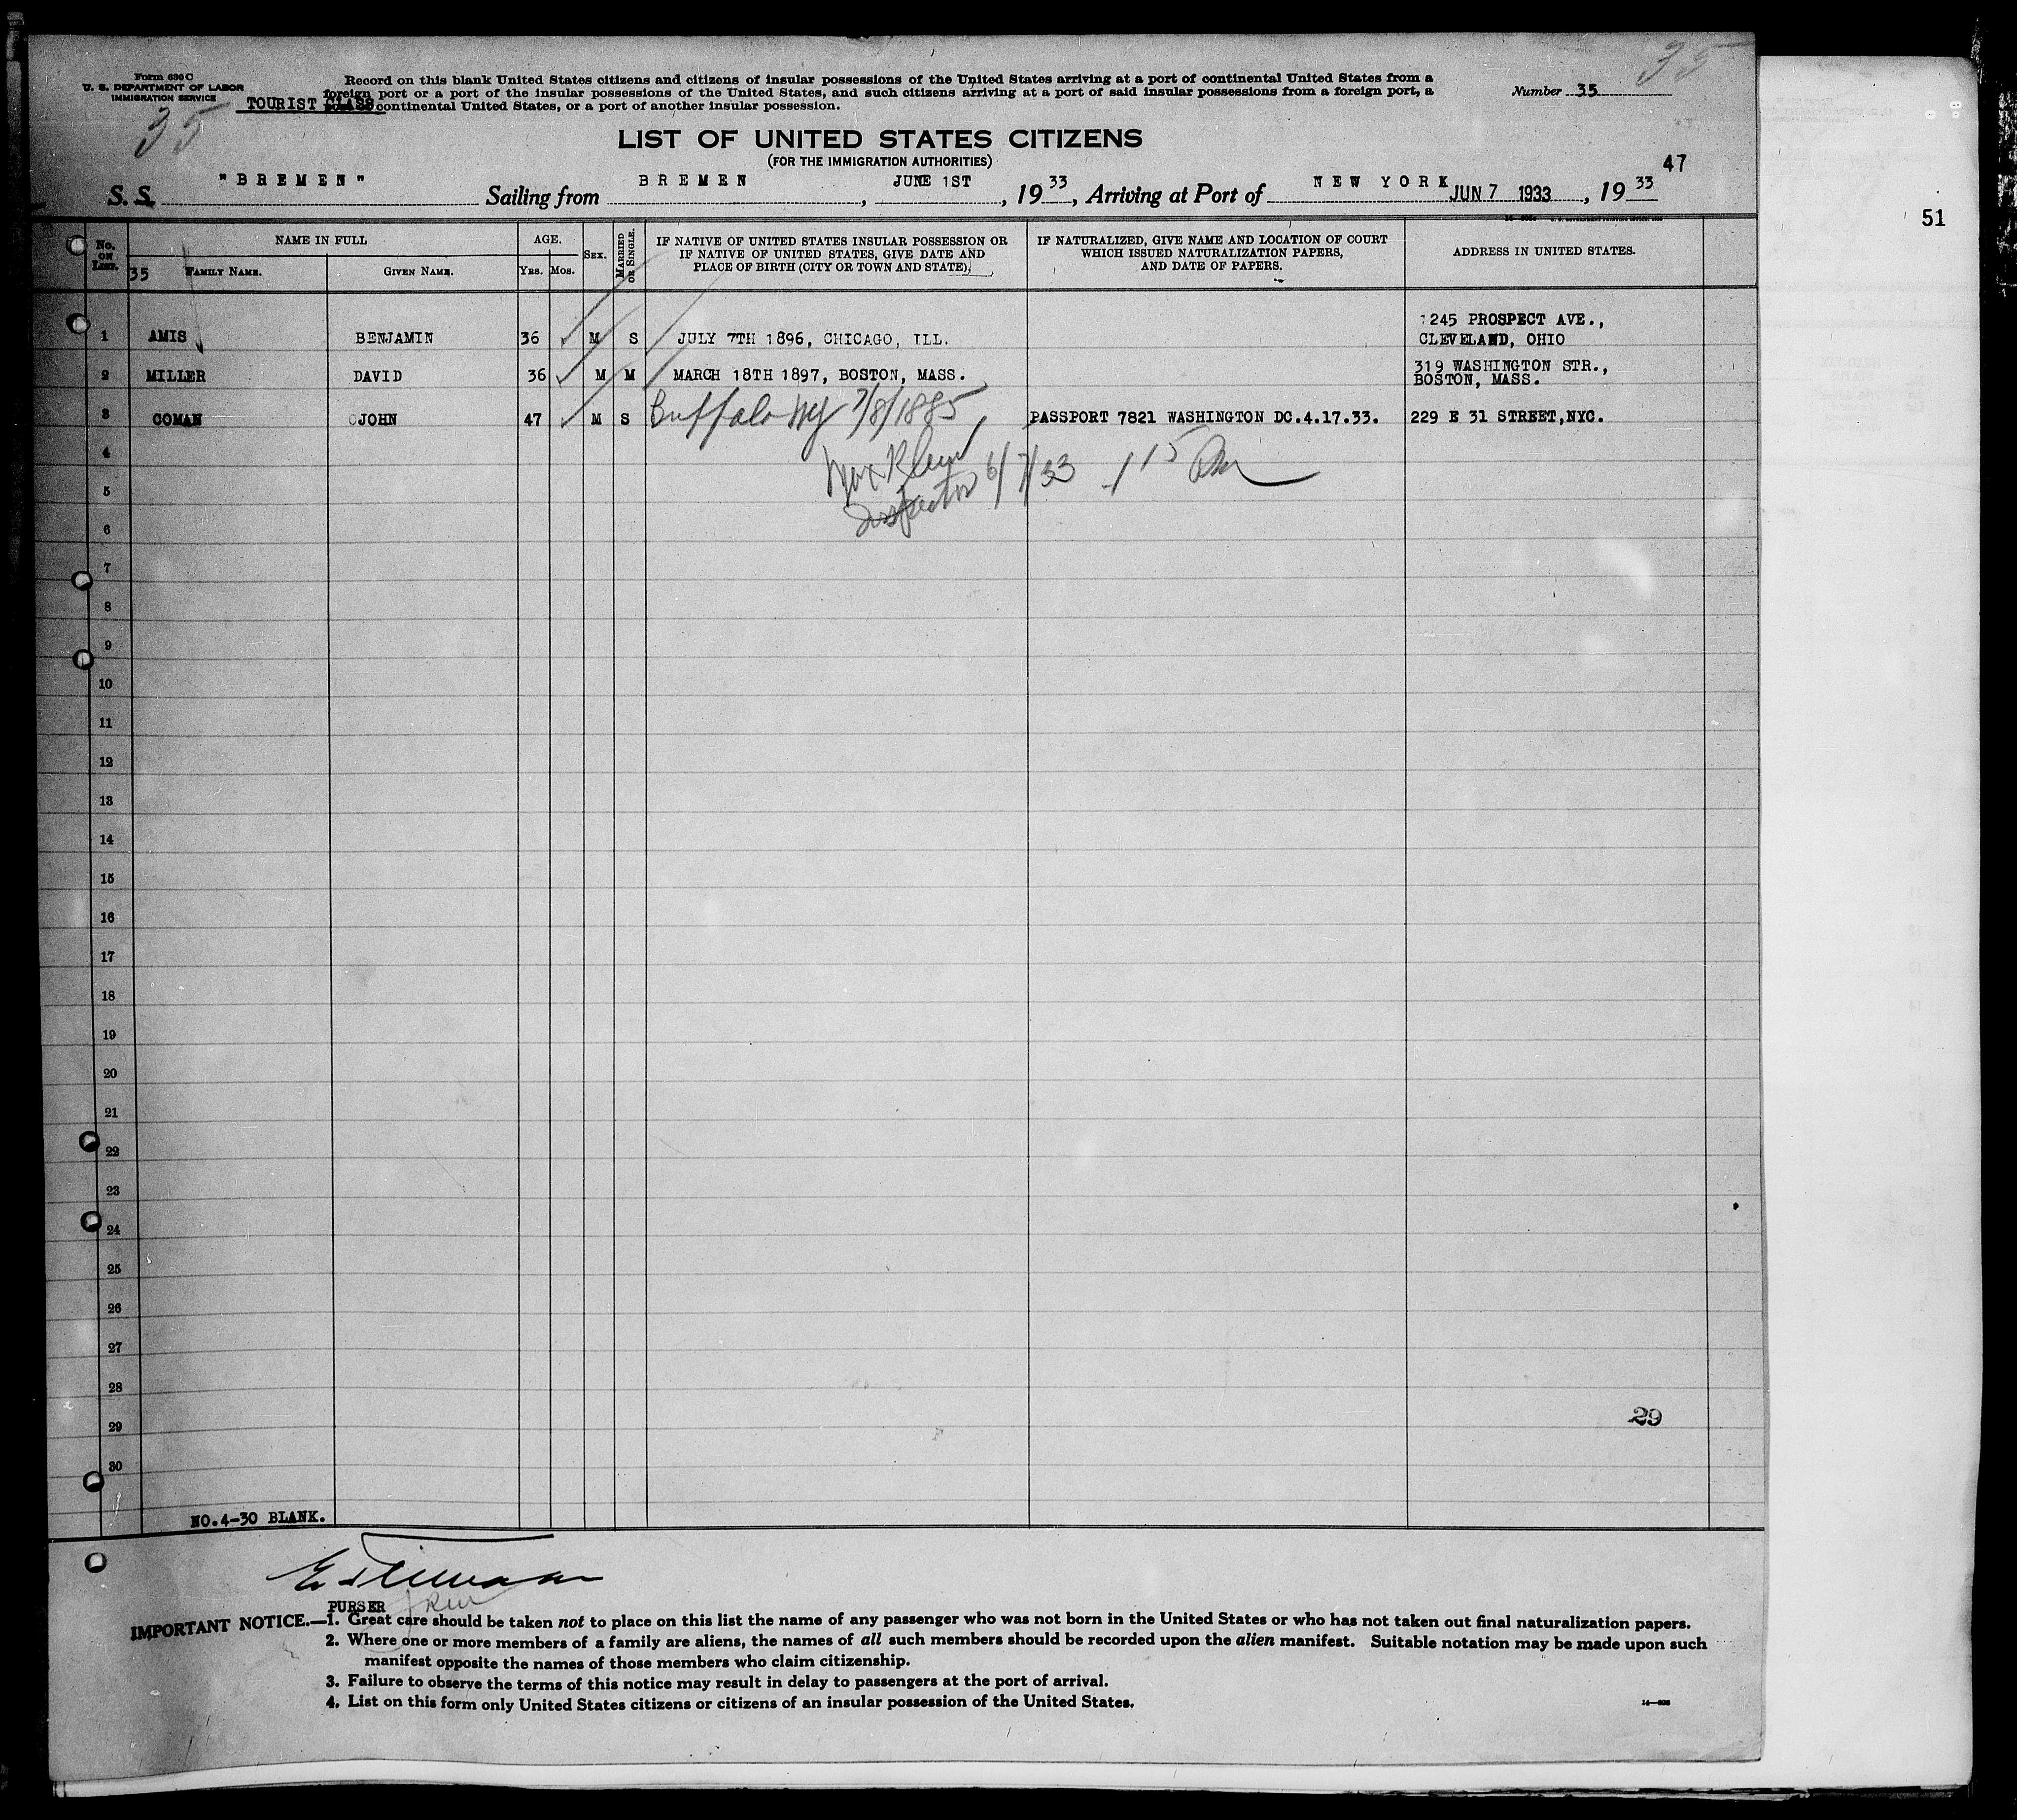 35
Form 630 C
U. S. DEPARTMENT OF LABOR
IMMIGRATION SERVICE
TOURIST CLASS
35
Record on this blank United States citizens and citizens of insular possessions of the United States arriving at a port of continental United States from a
foreign port or a port of the insular possessions of the United States, and such citizens arriving at a port of said insular possessions from a foreign port, a
continental United States, or a port of another insular possession.
Number 35
LIST OF UNITED STATES CITIZENS
(FOR THE IMMIGRATION AUTHORITIES)
47
S. S. "BREMEN" Sailing from BREMEN, JUNE 1ST, 1933, Arriving at Port of NEW YORK JUN 7 1933, 1933
51
No. ON LIST.
NAME IN FULL
35 FAMILY NAME. GIVEN NAME.
AGE.
YRS. MOS.
SEX.
MARRIED OR SINGLE.
IF NATIVE OF UNITED STATES INSULAR POSSESSION OR
IF NATIVE OF UNITED STATES, GIVE DATE AND
PLACE OF BIRTH (CITY OR TOWN AND STATE).
IF NATURALIZED, GIVE NAME AND LOCATION OF COURT
WHICH ISSUED NATURALIZATION PAPERS,
AND DATE OF PAPERS.
ADDRESS IN UNITED STATES.
1 AMIS BENJAMIN 36 M S JULY 7TH 1896, CHICAGO, ILL. 1245 PROSPECT AVE.,
CLEVELAND, OHIO
2 MILLER DAVID 36 M M MARCH 18TH 1897, BOSTON, MASS. 319 WASHINGTON STR.,
BOSTON, MASS.
3 COMAN JOHN 47 M S Buffalo NY 7/8/1885 PASSPORT 7821 WASHINGTON DC.4.17.33. 229 E 31 STREET,NYC.
4
Max Klein
5
Inspector 6/7/33 115
6
7
8
9
10
11
12
13
14
15
16
17
18
19
20
21
22
23
24
25
26
27
28
29
29
30
NO.4-30 BLANK.
PURSER
IMPORTANT NOTICE.—1. Great care should be taken not to place on this list the name of any passenger who was not born in the United States or who has not taken out final naturalization papers.
2. Where one or more members of a family are aliens, the names of all such members should be recorded upon the alien manifest. Suitable notation may be made upon such
manifest opposite the names of those members who claim citizenship.
3. Failure to observe the terms of this notice may result in delay to passengers at the port of arrival.
4. List on this form only United States citizens or citizens of an insular possession of the United States.